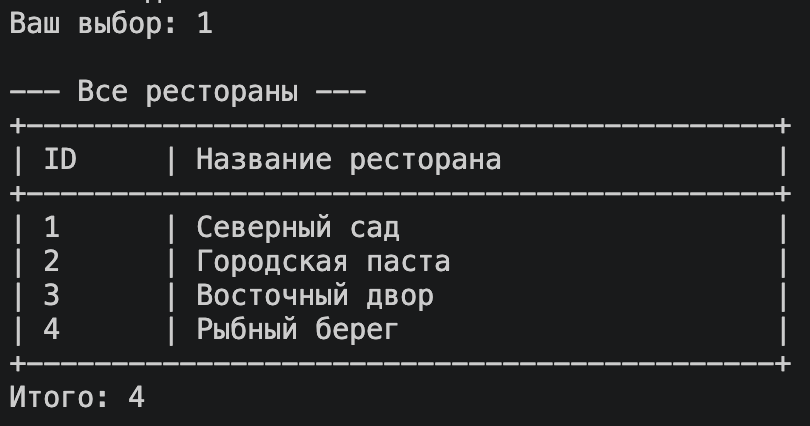 Ваш выбор: 1
--- Все рестораны ---
+--------------------------------------------+
| ID     | Название ресторана                |
+--------------------------------------------+
| 1      | Северный сад                      |
| 2      | Городская паста                   |
| 3      | Восточный двор                    |
| 4      | Рыбный берег                      |
+--------------------------------------------+
Итого: 4